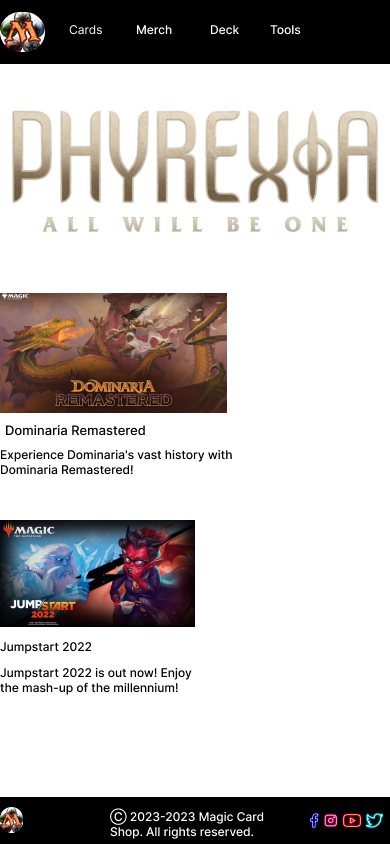 Cards Merch Deck Tools
PHYREXIA
ALL WILL BE ONE
MAGIC
DOMINARIA
REMASTERED
Dominaria Remastered
Experience Dominaria's vast history with
Dominaria Remastered!
MAGIC
JUMPSTART
2022
Jumpstart 2022
Jumpstart 2022 is out now! Enjoy
the mash-up of the millennium!
© 2023-2023 Magic Card
Shop. All rights reserved.